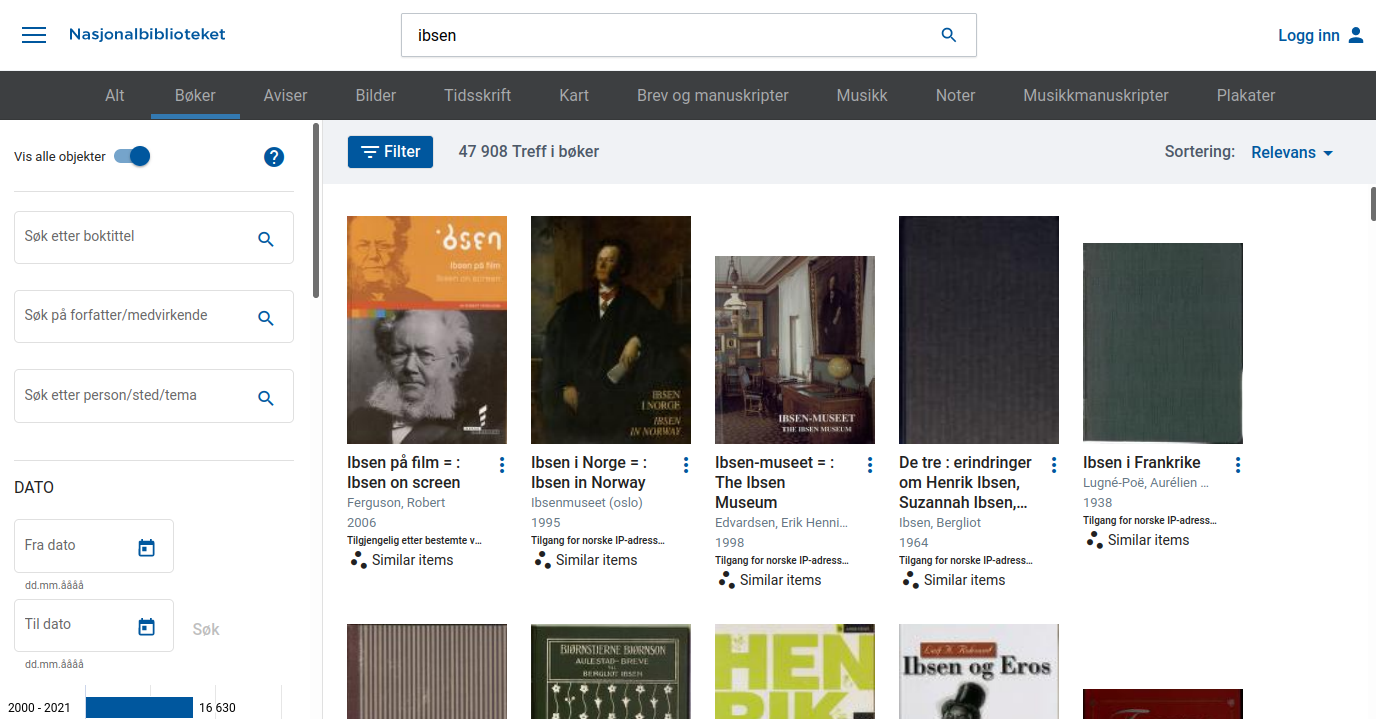 Nasjonalbiblioteket
ibsen
Logg inn
Alt
Bøker
Aviser
Bilder
Tidsskrift
Kart
Brev og manuskripter
Musikk
Noter
Musikkmanuskripter
Plakater
Vis alle objekter
?
Søk etter boktittel
Søk på forfatter/medvirkende
Søk etter person/sted/tema
DATO
Fra dato
dd.mm.åååå
Til dato
Søk
dd.mm.åååå
2000 - 2021
16 630
Filter
47 908 Treff i bøker
Sortering:
Relevans
Ibsen på film
Ibsen on screen
Ibsen på film = :
Ibsen on screen
Ferguson, Robert
2006
Tilgjengelig etter bestemte v...
Similar items
IBSEN
I NORGE
IBSEN
IN NORWAY
Ibsen i Norge = :
Ibsen in Norway
Ibsenmuseet (oslo)
1995
Tilgang for norske IP-adress...
Similar items
IBSEN-MUSEET
THE IBSEN MUSEUM
Ibsen-museet = :
The Ibsen
Museum
Edvardsen, Erik Henni...
1998
Tilgang for norske IP-adress...
Similar items
De tre : erindringer
om Henrik Ibsen,
Suzannah Ibsen,...
Ibsen, Bergliot
1964
Tilgang for norske IP-adress...
Similar items
Ibsen i Frankrike
Lugné-Poë, Aurélien ...
1938
Tilgang for norske IP-adress...
Similar items
BJØRNSTJERNE BJØRNSON
AULESTAD-BREVE
TIL
BERGLIOT IBSEN
HEN
RIK
Ibsen og Eros